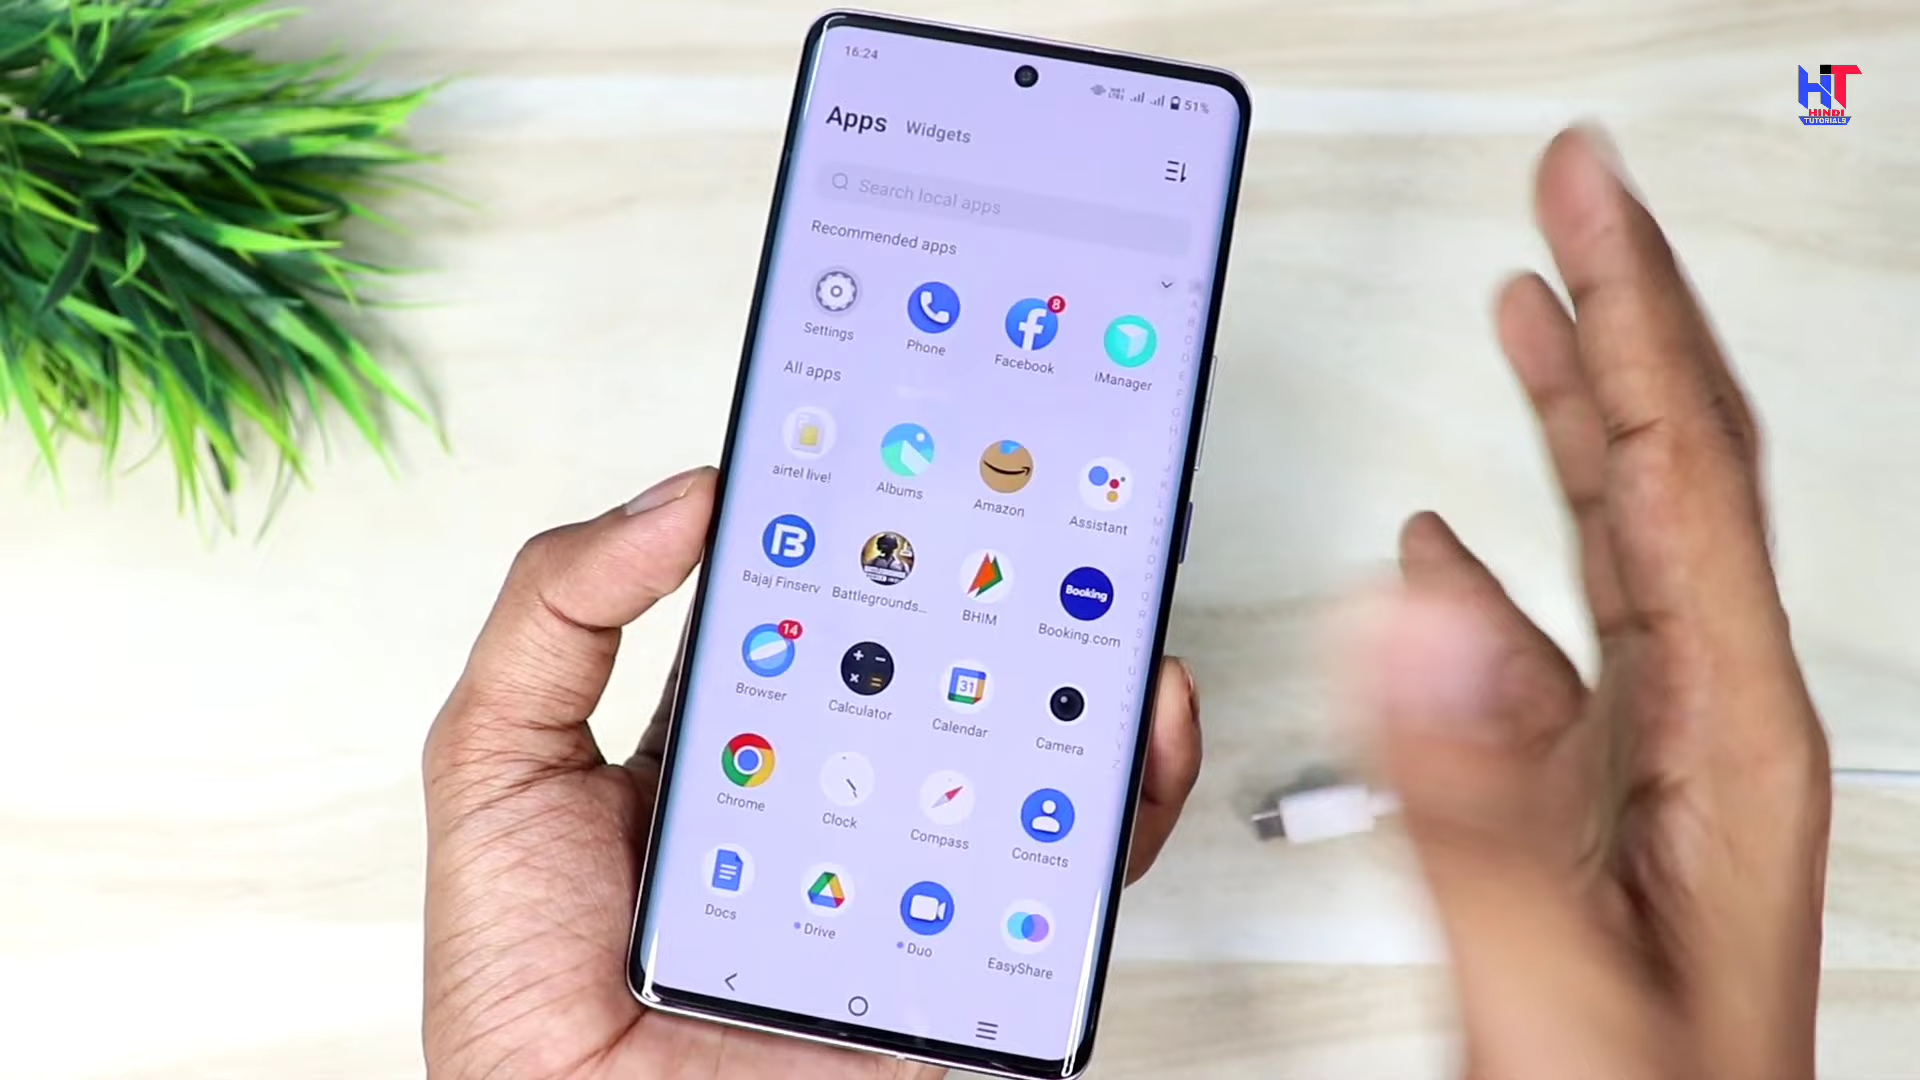 16:24
51%
HT
HINDI
TUTORIALS
Apps Widgets
Search local apps
Recommended apps
8
Settings Phone Facebook iManager
All apps
airtel live! Albums Amazon Assistant
Booking
Bajaj Finserv Battlegrounds... BHIM Booking.com
14
31
Browser Calculator Calendar Camera
Chrome Clock Compass Contacts
Docs Drive Duo EasyShare